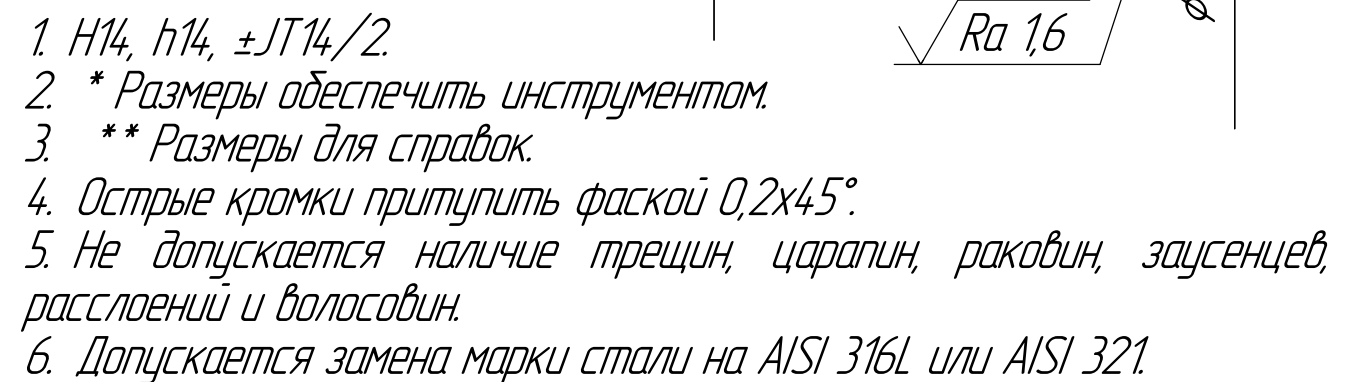 Ra 1,6
⌀
1. H14, h14, ±JT14/2.
2. * Размеры обеспечить инструментом.
3. ** Размеры для справок.
4. Острые кромки притупить фаской 0,2х45°.
5. Не допускается наличие трещин, царапин, раковин, заусенцев,
расслоений и волосовин.
6. Допускается замена марки стали на AISI 316L или AISI 321.